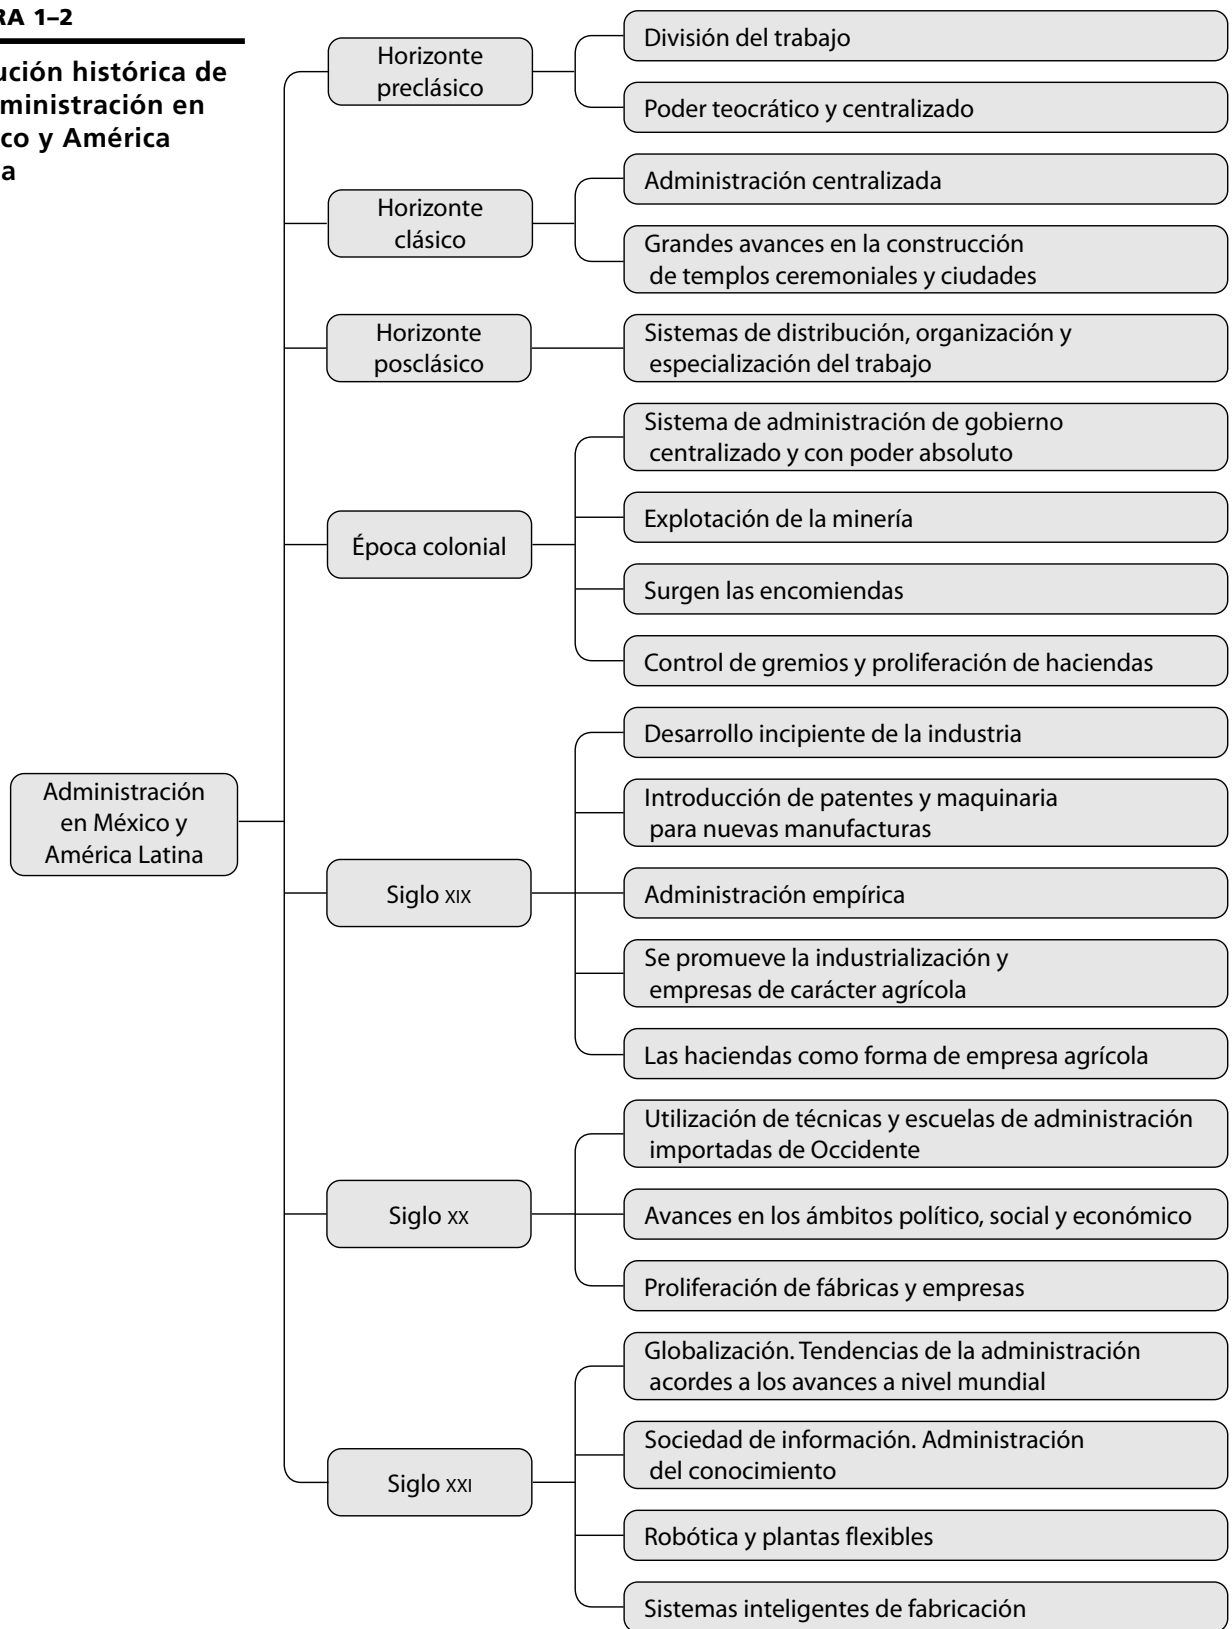 RA 1–2
ución histórica de
ministración en
co y América
a
Horizonte
preclásico
División del trabajo
Poder teocrático y centralizado
Horizonte
clásico
Administración centralizada
Grandes avances en la construcción
de templos ceremoniales y ciudades
Horizonte
posclásico
Sistemas de distribución, organización y
especialización del trabajo
Época colonial
Sistema de administración de gobierno
centralizado y con poder absoluto
Explotación de la minería
Surgen las encomiendas
Control de gremios y proliferación de haciendas
Administración
en México y
América Latina
Siglo XIX
Desarrollo incipiente de la industria
Introducción de patentes y maquinaria
para nuevas manufacturas
Administración empírica
Se promueve la industrialización y
empresas de carácter agrícola
Las haciendas como forma de empresa agrícola
Siglo XX
Utilización de técnicas y escuelas de administración
importadas de Occidente
Avances en los ámbitos político, social y económico
Proliferación de fábricas y empresas
Siglo XXI
Globalización. Tendencias de la administración
acordes a los avances a nivel mundial
Sociedad de información. Administración
del conocimiento
Robótica y plantas flexibles
Sistemas inteligentes de fabricación